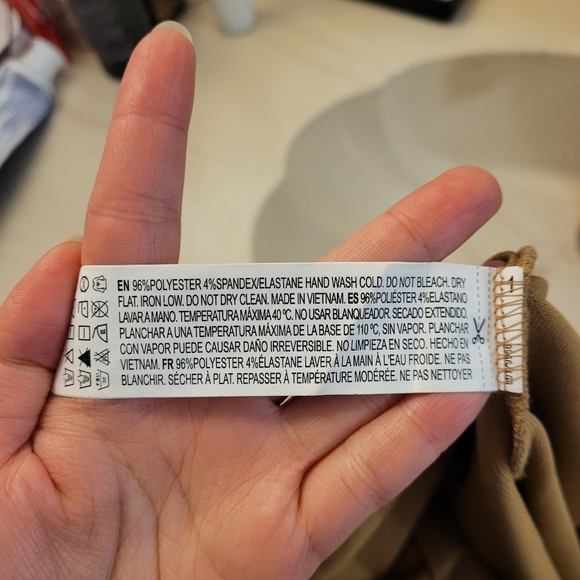 EN 96%POLYESTER 4%SPANDEX/ELASTANE HAND WASH COLD. DO NOT BLEACH. DRY
FLAT. IRON LOW. DO NOT DRY CLEAN. MADE IN VIETNAM. ES 96%POLIÉSTER 4%ELASTANO
LAVAR A MANO. TEMPERATURA MÁXIMA 40 ºC. NO USAR BLANQUEADOR. SECADO EXTENDIDO.
PLANCHAR A UNA TEMPERATURA MÁXIMA DE LA BASE DE 110 ºC, SIN VAPOR. PLANCHAR
CON VAPOR PUEDE CAUSAR DAÑO IRREVERSIBLE. NO LIMPIEZA EN SECO. HECHO EN
VIETNAM. FR 96%POLYESTER 4%ÉLASTANE LAVER À LA MAIN À L'EAU FROIDE. NE PAS
BLANCHIR. SÉCHER À PLAT. REPASSER À TEMPÉRATURE MODÉRÉE. NE PAS NETTOYER